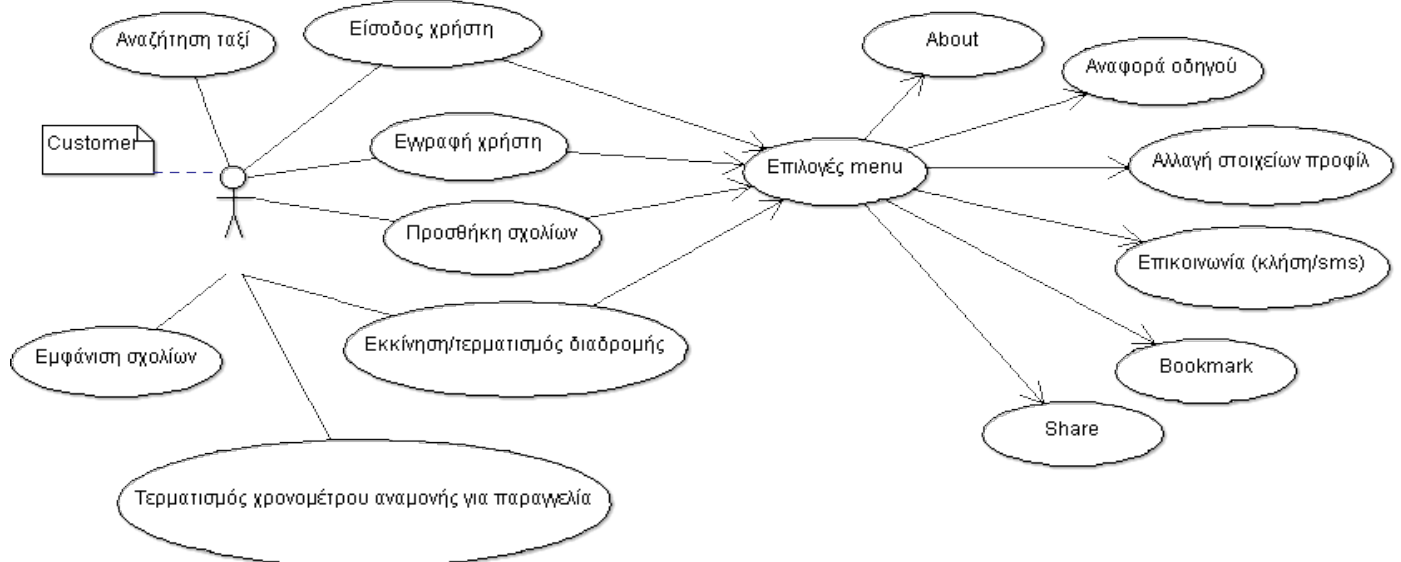 Αναζήτηση ταξί
Είσοδος χρήστη
About
Αναφορά οδηγού
Customer
Εγγραφή χρήστη
Επιλογές menu
Αλλαγή στοιχείων προφίλ
Προσθήκη σχολίων
Επικοινωνία (κλήση/sms)
Εμφάνιση σχολίων
Εκκίνηση/τερματισμός διαδρομής
Bookmark
Share
Τερματισμός χρονομέτρου αναμονής για παραγγελία